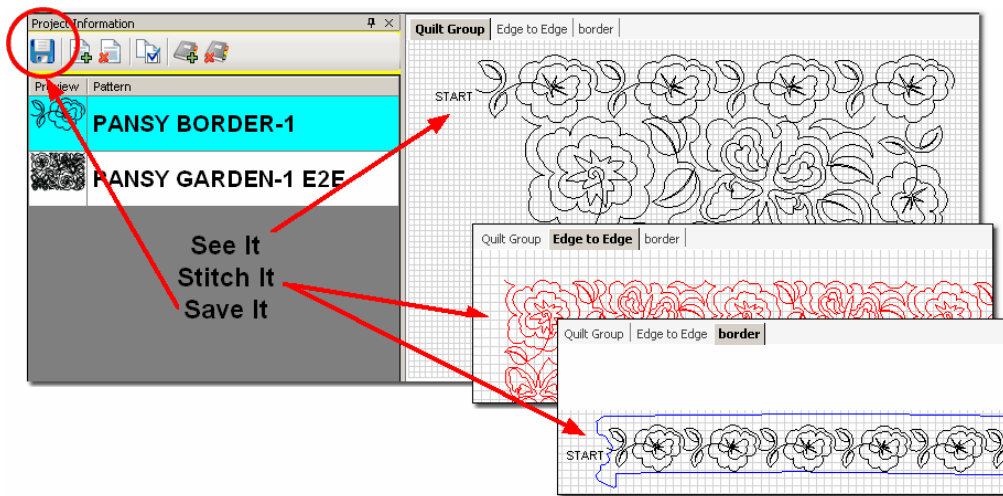 Project Information
Preview Pattern
PANSY BORDER-1
PANSY GARDEN-1 E2E
See It
Stitch It
Save It
Quilt Group Edge to Edge border
START
Quilt Group Edge to Edge border
Quilt Group Edge to Edge border
START